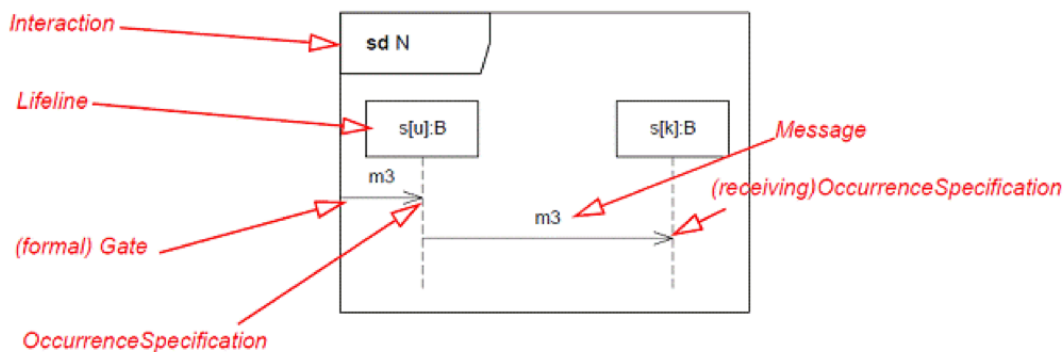 Interaction
sd N
Lifeline
s[u]:B
s[k]:B
Message
m3
(receiving)OccurrenceSpecification
m3
(formal) Gate
OccurrenceSpecification